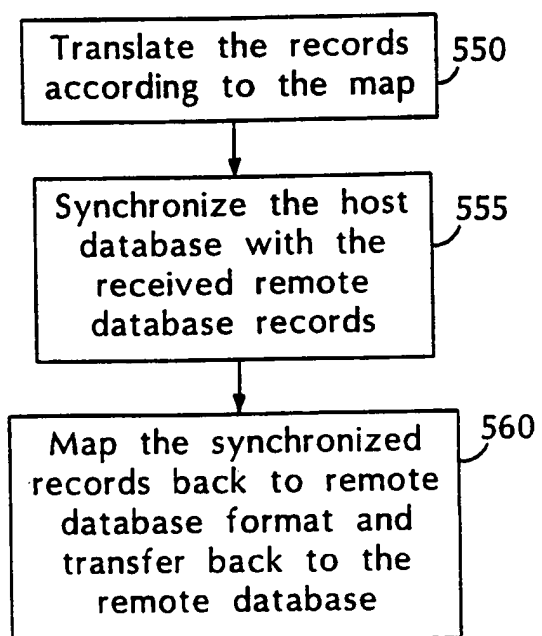 Translate the records
according to the map
550
Synchronize the host
database with the
received remote
database records
555
Map the synchronized
records back to remote
database format and
transfer back to the
remote database
560